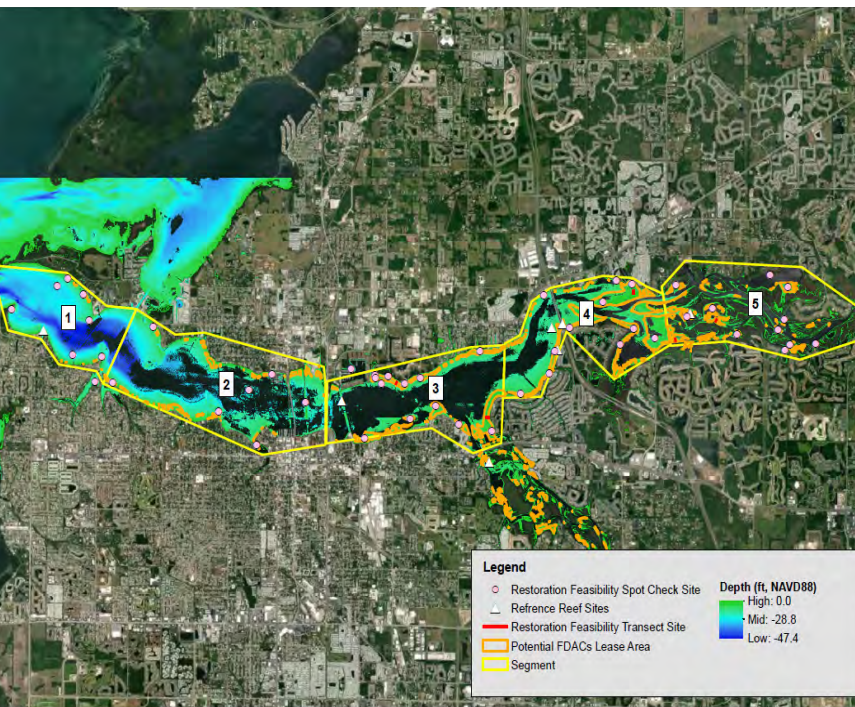 1
2
3
4
5
Legend
Restoration Feasibility Spot Check Site
Refrence Reef Sites
Restoration Feasibility Transect Site
Potential FDACs Lease Area
Segment
Depth (ft, NAVD88)
High: 0.0
Mid: -28.8
Low: -47.4